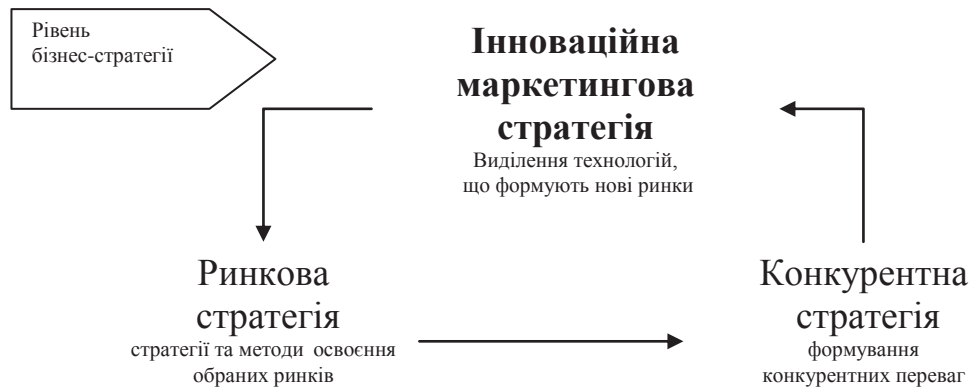 Рівень
бізнес-стратегії
Інноваційна
маркетингова
стратегія
Виділення технологій,
що формують нові ринки
Ринкова
стратегія
стратегії та методи освоєння
обраних ринків
Конкурентна
стратегія
формування
конкурентних переваг